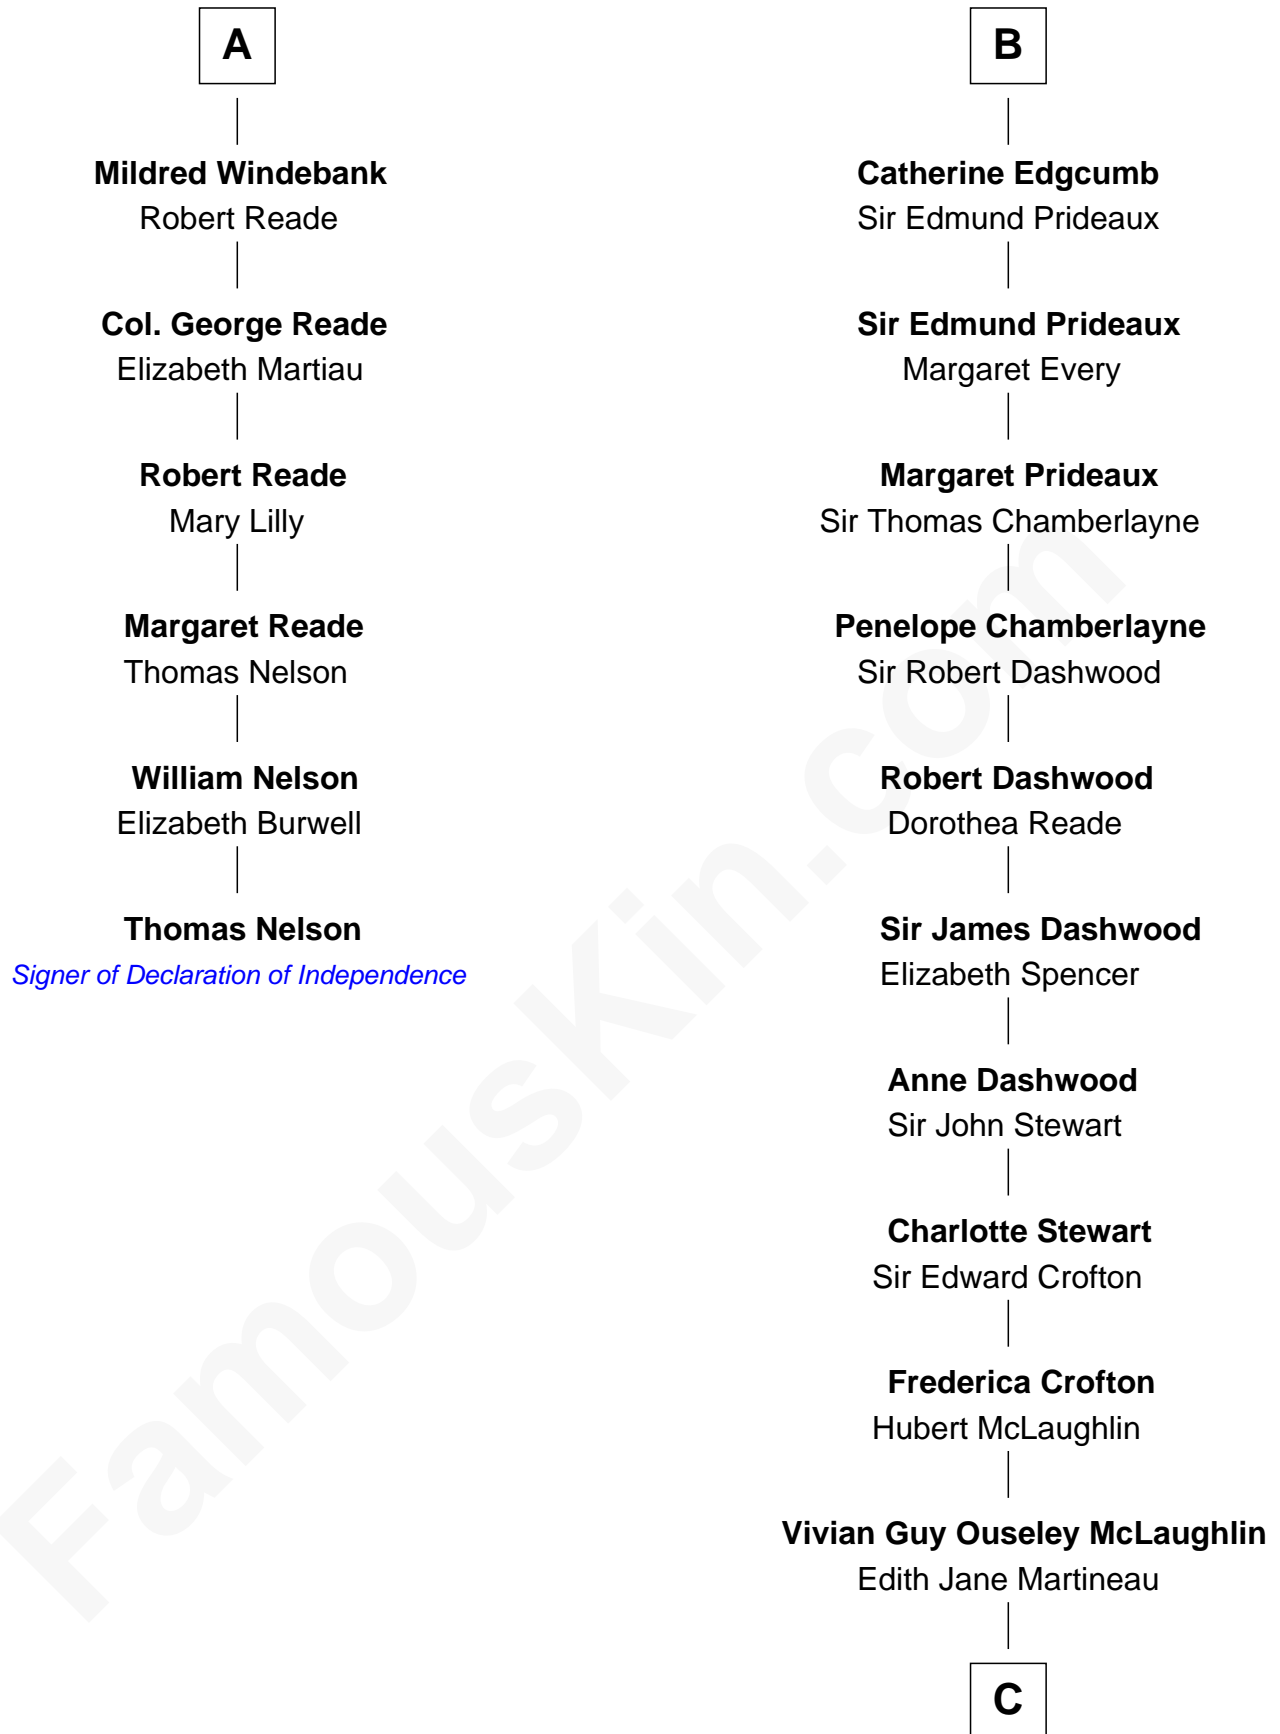 A
Mildred Windebank
Robert Reade
Col. George Reade
Elizabeth Martiau
Robert Reade
Mary Lilly
Margaret Reade
Thomas Nelson
William Nelson
Elizabeth Burwell
Thomas Nelson
Signer of Declaration of Independence
B
Catherine Edgcumb
Sir Edmund Prideaux
Sir Edmund Prideaux
Margaret Every
Margaret Prideaux
Sir Thomas Chamberlayne
Penelope Chamberlayne
Sir Robert Dashwood
Robert Dashwood
Dorothea Reade
Sir James Dashwood
Elizabeth Spencer
Anne Dashwood
Sir John Stewart
Charlotte Stewart
Sir Edward Crofton
Frederica Crofton
Hubert McLaughlin
Vivian Guy Ouseley McLaughlin
Edith Jane Martineau
C
FamousKin.com